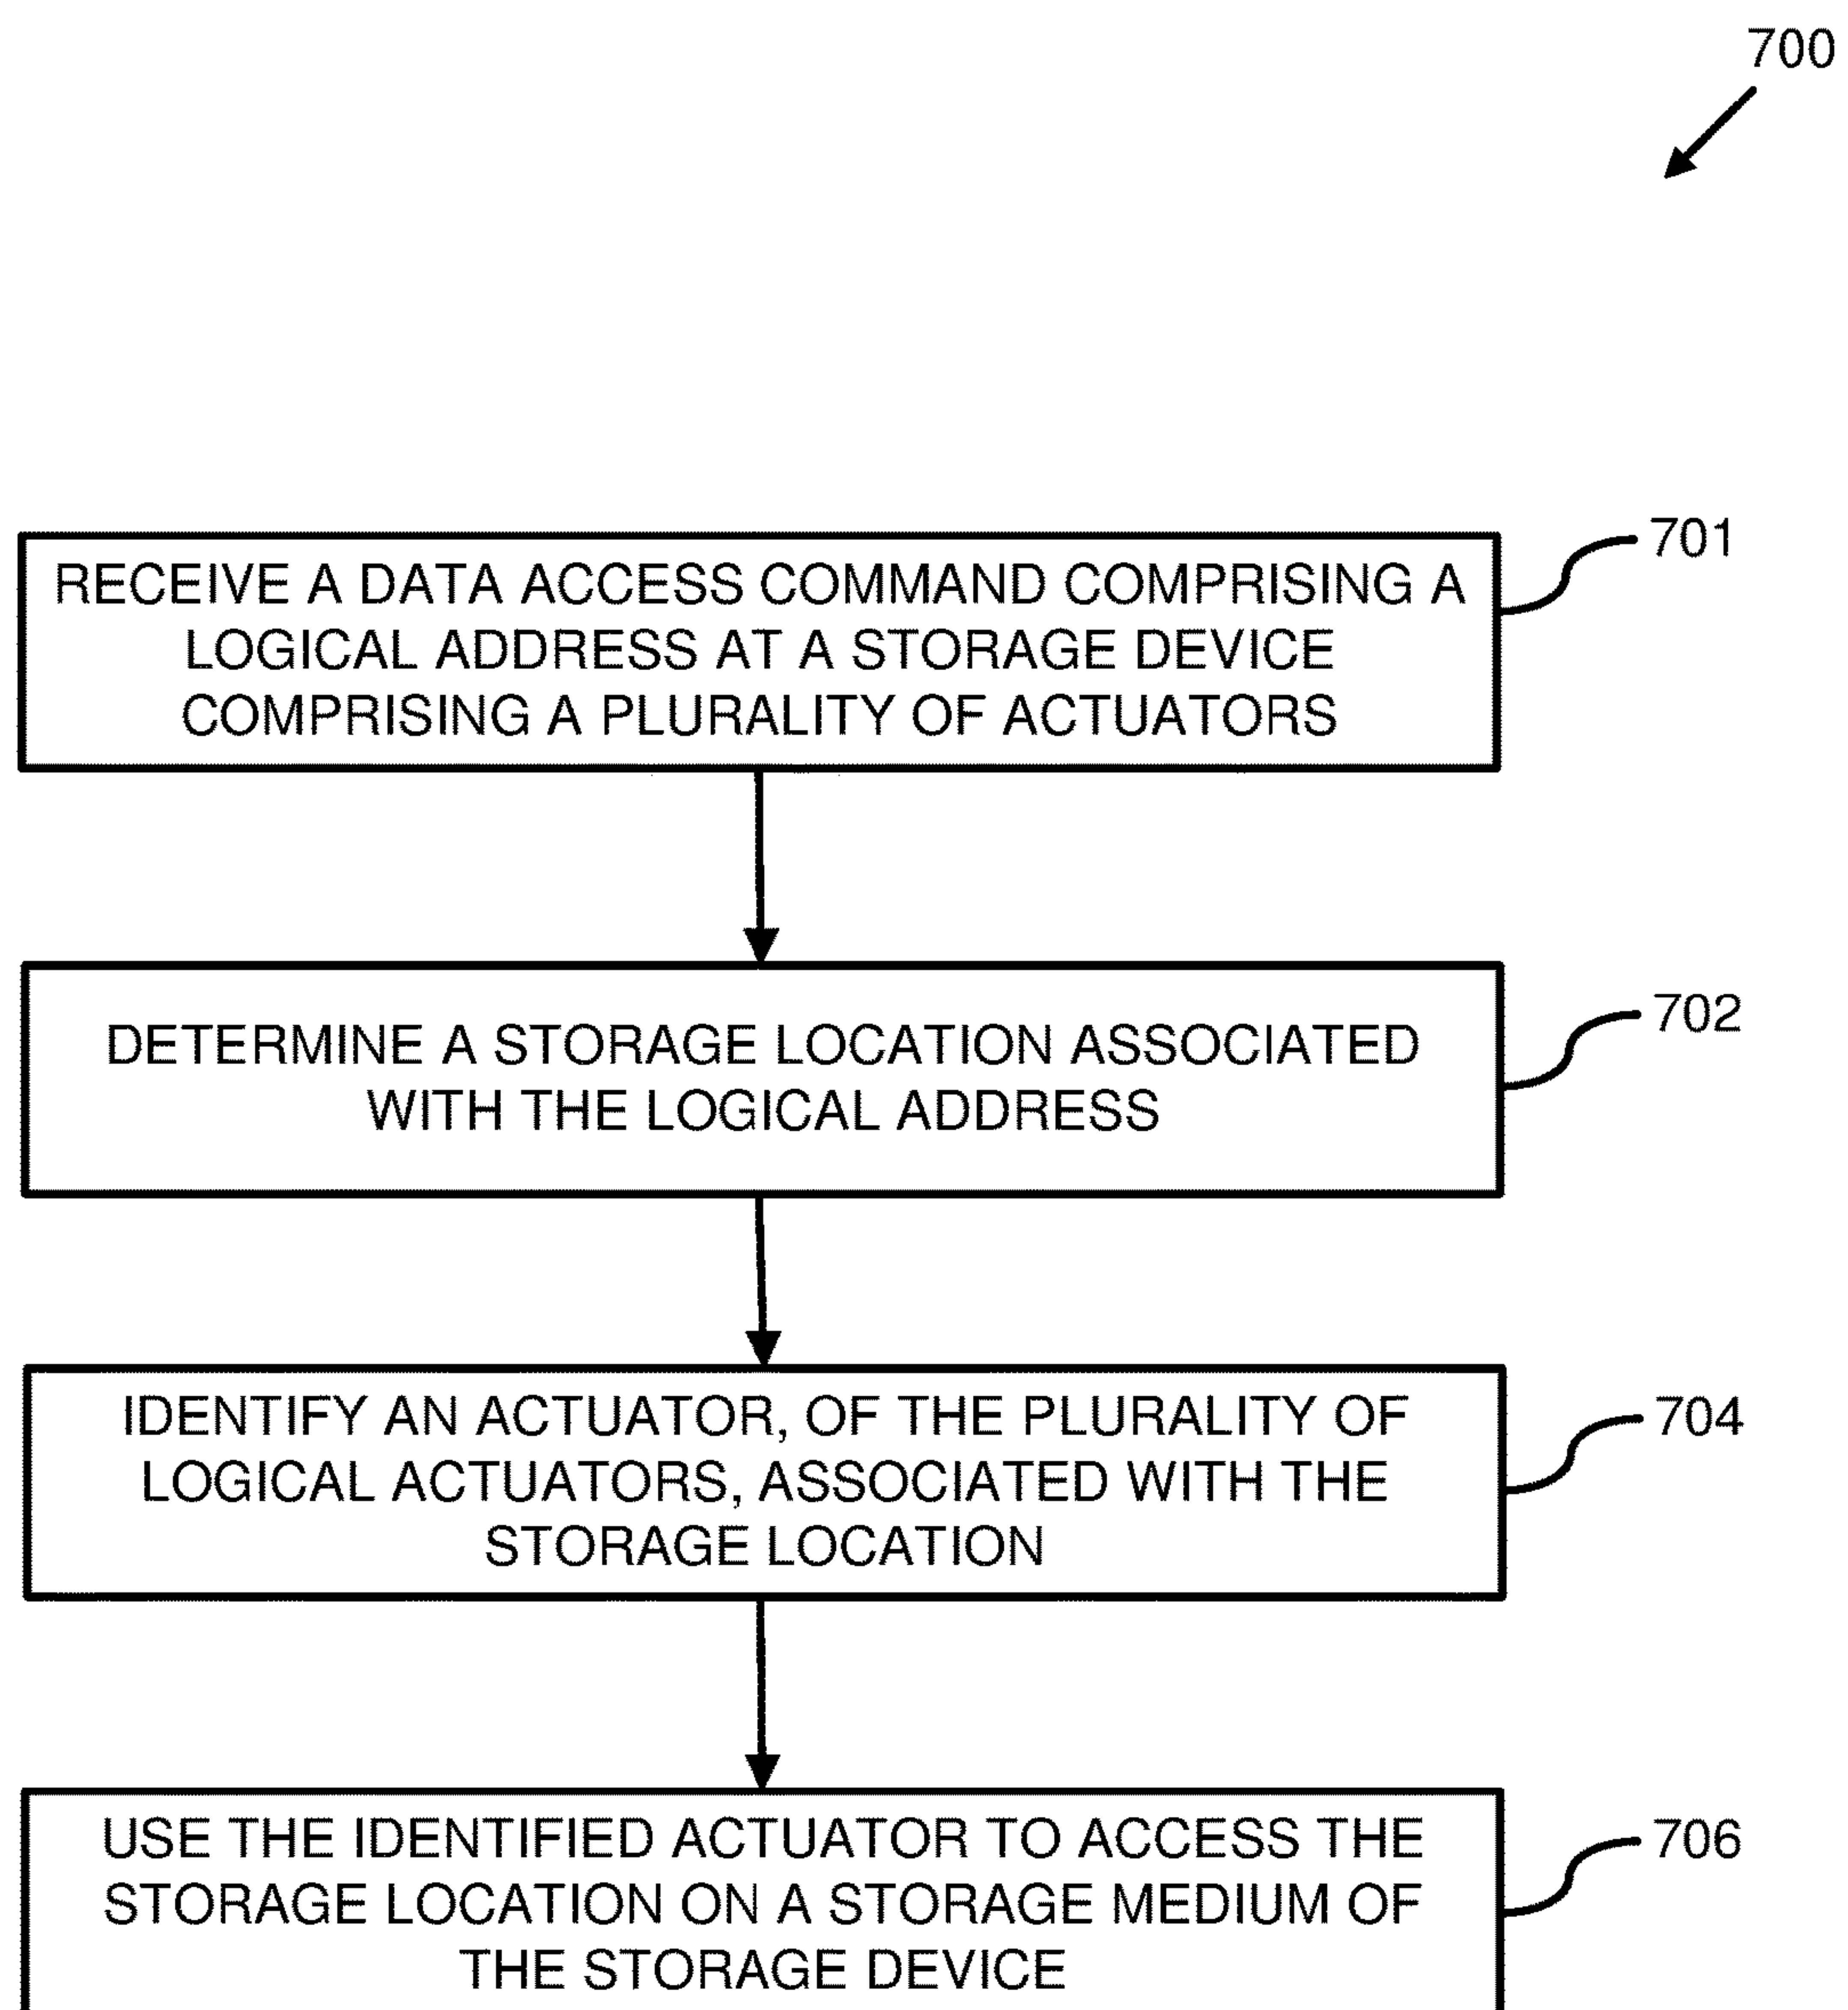 700
RECEIVE A DATA ACCESS COMMAND COMPRISING A
LOGICAL ADDRESS AT A STORAGE DEVICE
COMPRISING A PLURALITY OF ACTUATORS
701
DETERMINE A STORAGE LOCATION ASSOCIATED
WITH THE LOGICAL ADDRESS
702
IDENTIFY AN ACTUATOR, OF THE PLURALITY OF
LOGICAL ACTUATORS, ASSOCIATED WITH THE
STORAGE LOCATION
704
USE THE IDENTIFIED ACTUATOR TO ACCESS THE
STORAGE LOCATION ON A STORAGE MEDIUM OF
THE STORAGE DEVICE
706